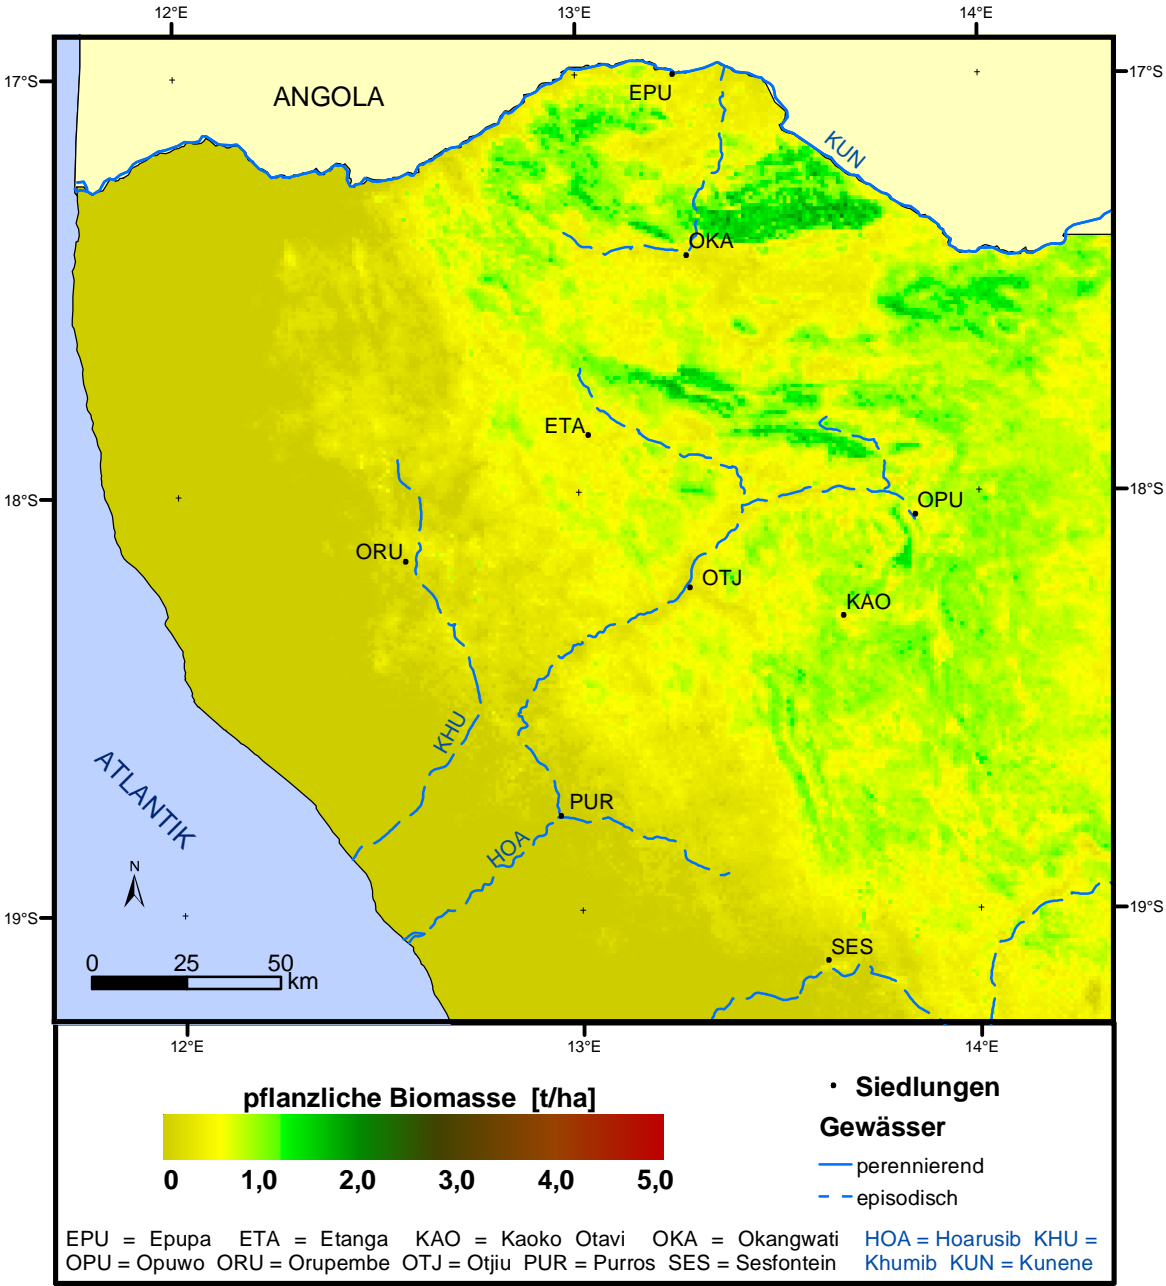 12°E 13°E 14°E
17°S 17°S
ANGOLA
EPU
KUN
OKA
ETA
18°S 18°S
OPU
ORU
OTJ
KAO
KHU
ATLANTIK
PUR
HOA
N
19°S 19°S
SES
0 25 50
km
12°E 13°E 14°E
pflanzliche Biomasse [t/ha]
0 1,0 2,0 3,0 4,0 5,0
Siedlungen
Gewässer
perennierend
episodisch
EPU = Epupa ETA = Etanga KAO = Kaoko Otavi OKA = Okangwati HOA = Hoarusib KHU =
OPU = Opuwo ORU = Orupembe OTJ = Otjiu PUR = Purros SES = Sesfontein Khumib KUN = Kunene